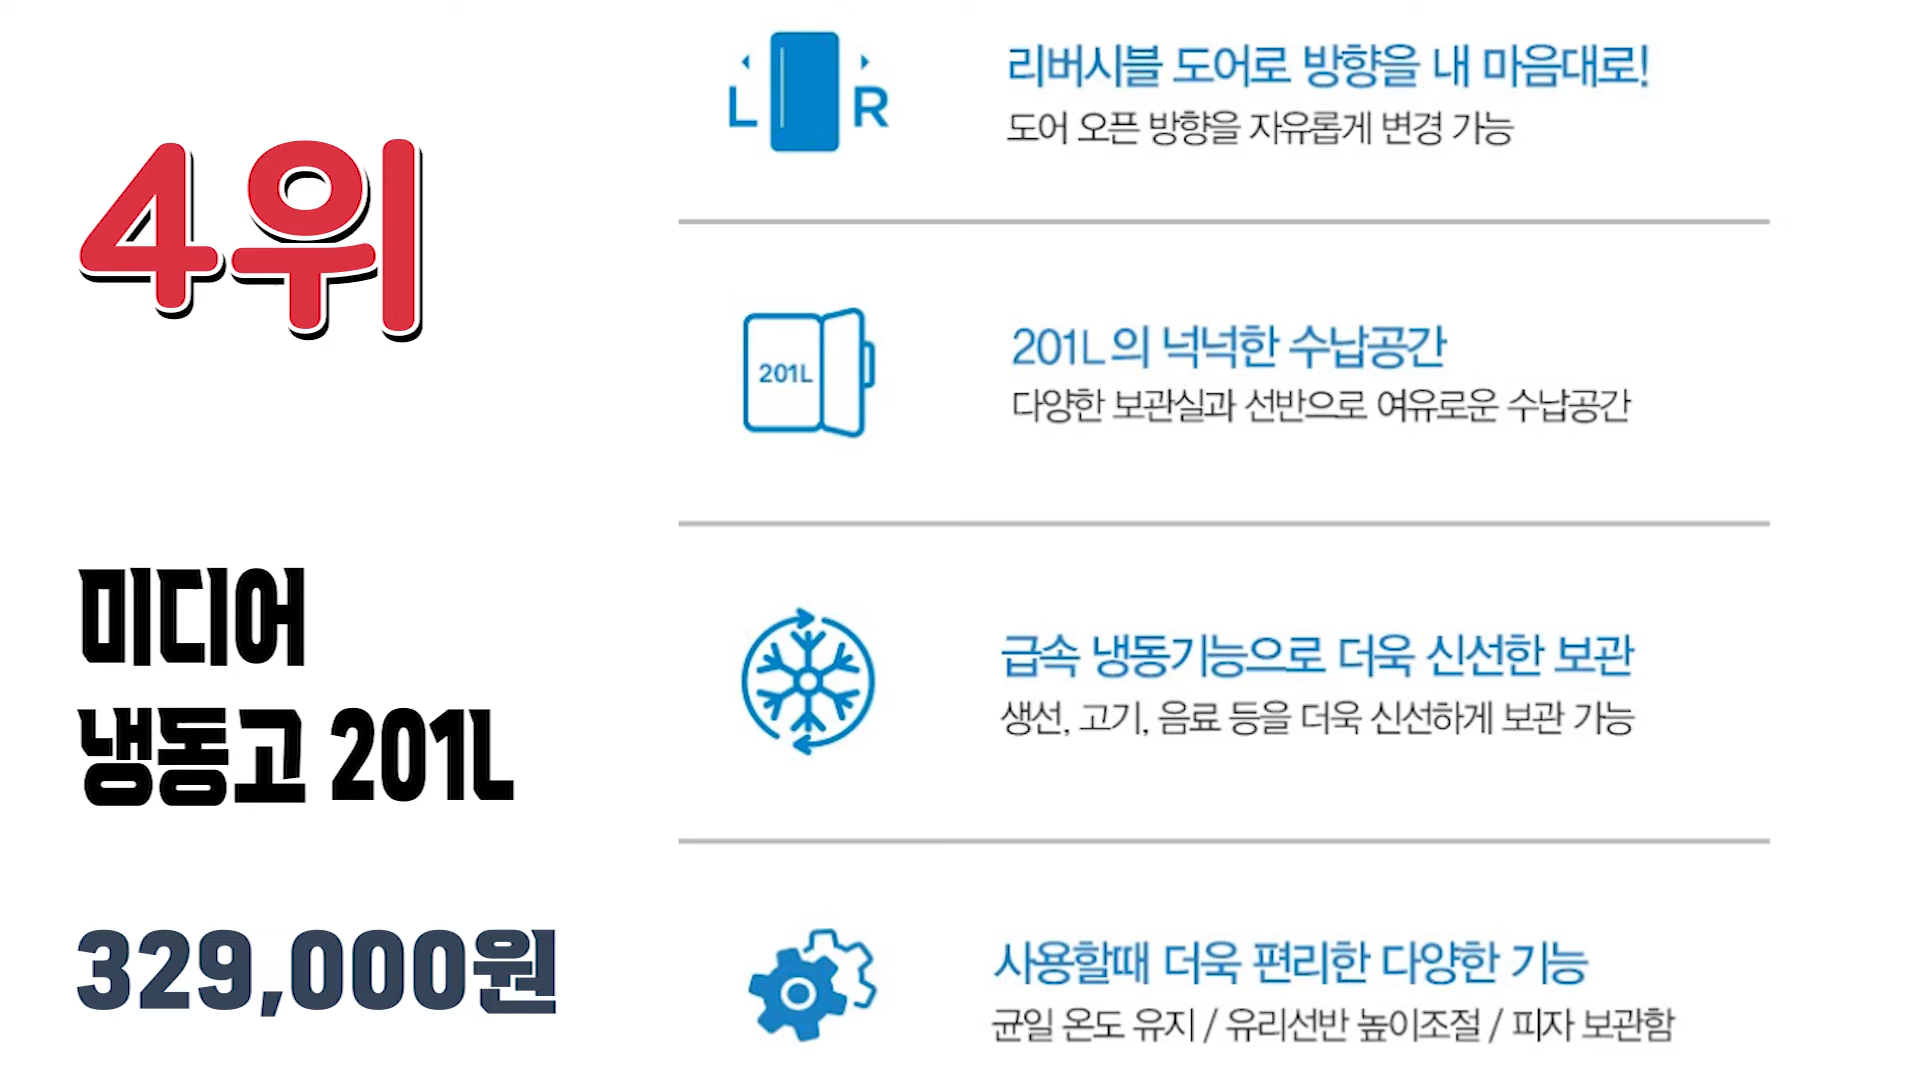 4위
미디어
냉동고 201L
329,000원
L R
리버시블 도어로 방향을 내 마음대로!
도어 오픈 방향을 자유롭게 변경 가능
201L
201L의 넉넉한 수납공간
다양한 보관실과 선반으로 여유로운 수납공간
급속 냉동기능으로 더욱 신선한 보관
생선, 고기, 음료 등을 더욱 신선하게 보관 가능
사용할때 더욱 편리한 다양한 기능
균일 온도 유지 / 유리선반 높이조절 / 피자 보관함